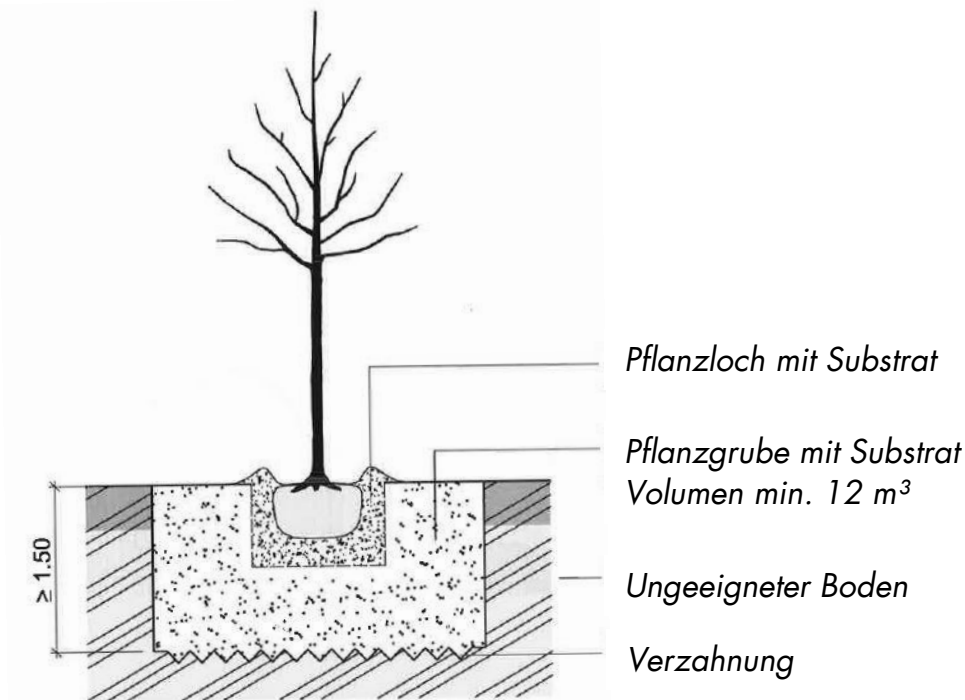 Pflanzloch mit Substrat
Pflanzgrube mit Substrat
Volumen min. 12 m³
≥ 1.50
Ungeeigneter Boden
Verzahnung